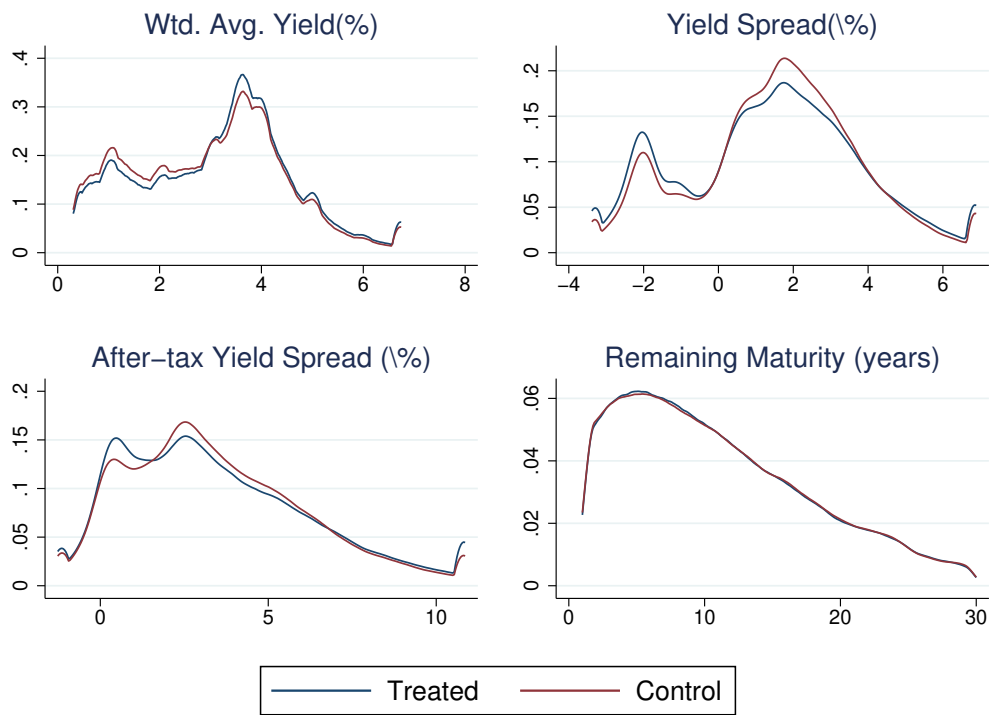 Wtd. Avg. Yield(%)
.4
.3
.2
.1
0
0 2 4 6 8
Yield Spread(\%)
.2
.15
.1
.05
0
−4 −2 0 2 4 6
After−tax Yield Spread (\%)
.2
.15
.1
.05
0
0 5 10
Remaining Maturity (years)
.06
.04
.02
0
0 10 20 30
Treated Control